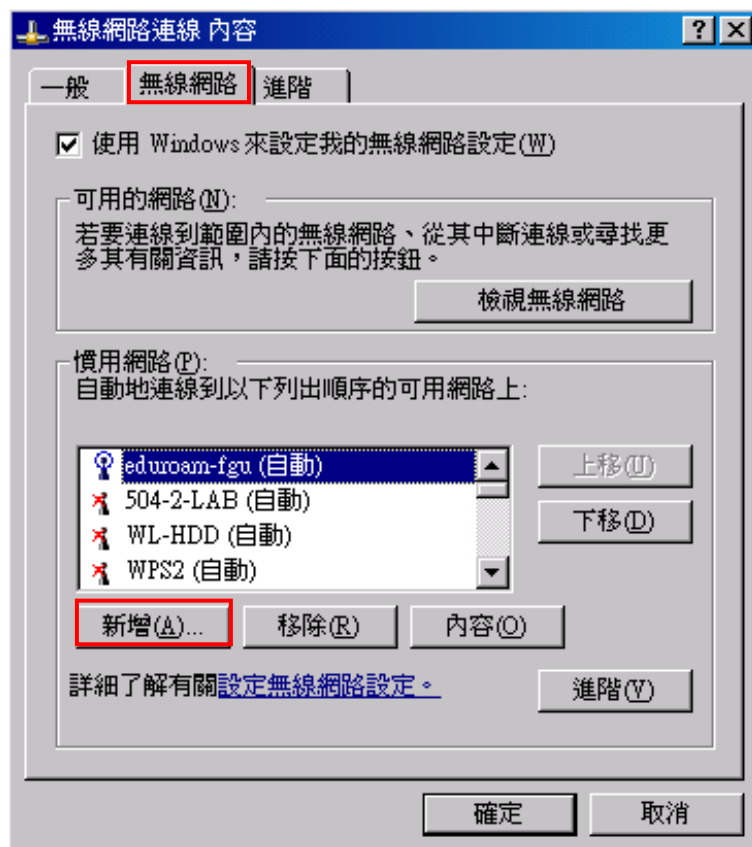 無線網路連線 內容
一般 無線網路 進階
使用 Windows 來設定我的無線網路設定(W)
可用的網路(N):
若要連線到範圍內的無線網路、從其中斷連線或尋找更
多其有關資訊，請按下面的按鈕。
檢視無線網路
慣用網路(P):
自動地連線到以下列出順序的可用網路上:
eduroam-fgu (自動)
504-2-LAB (自動)
WL-HDD (自動)
WPS2 (自動)
上移(U)
下移(D)
新增(A)... 移除(R) 內容(O)
詳細了解有關設定無線網路設定。
進階(V)
確定 取消